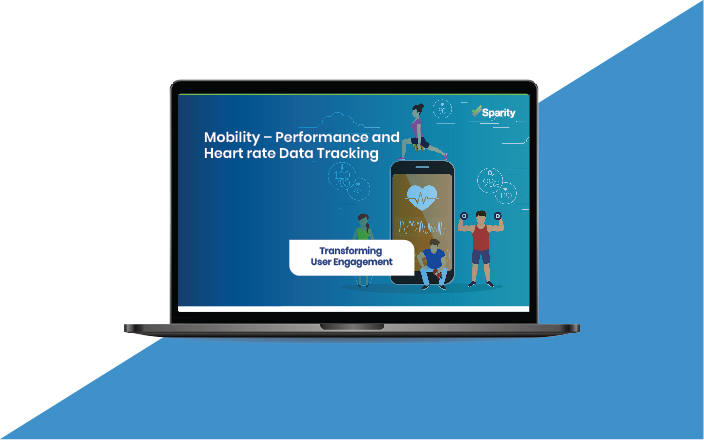 Sparity
Mobility – Performance and
Heart rate Data Tracking
Transforming
User Engagement